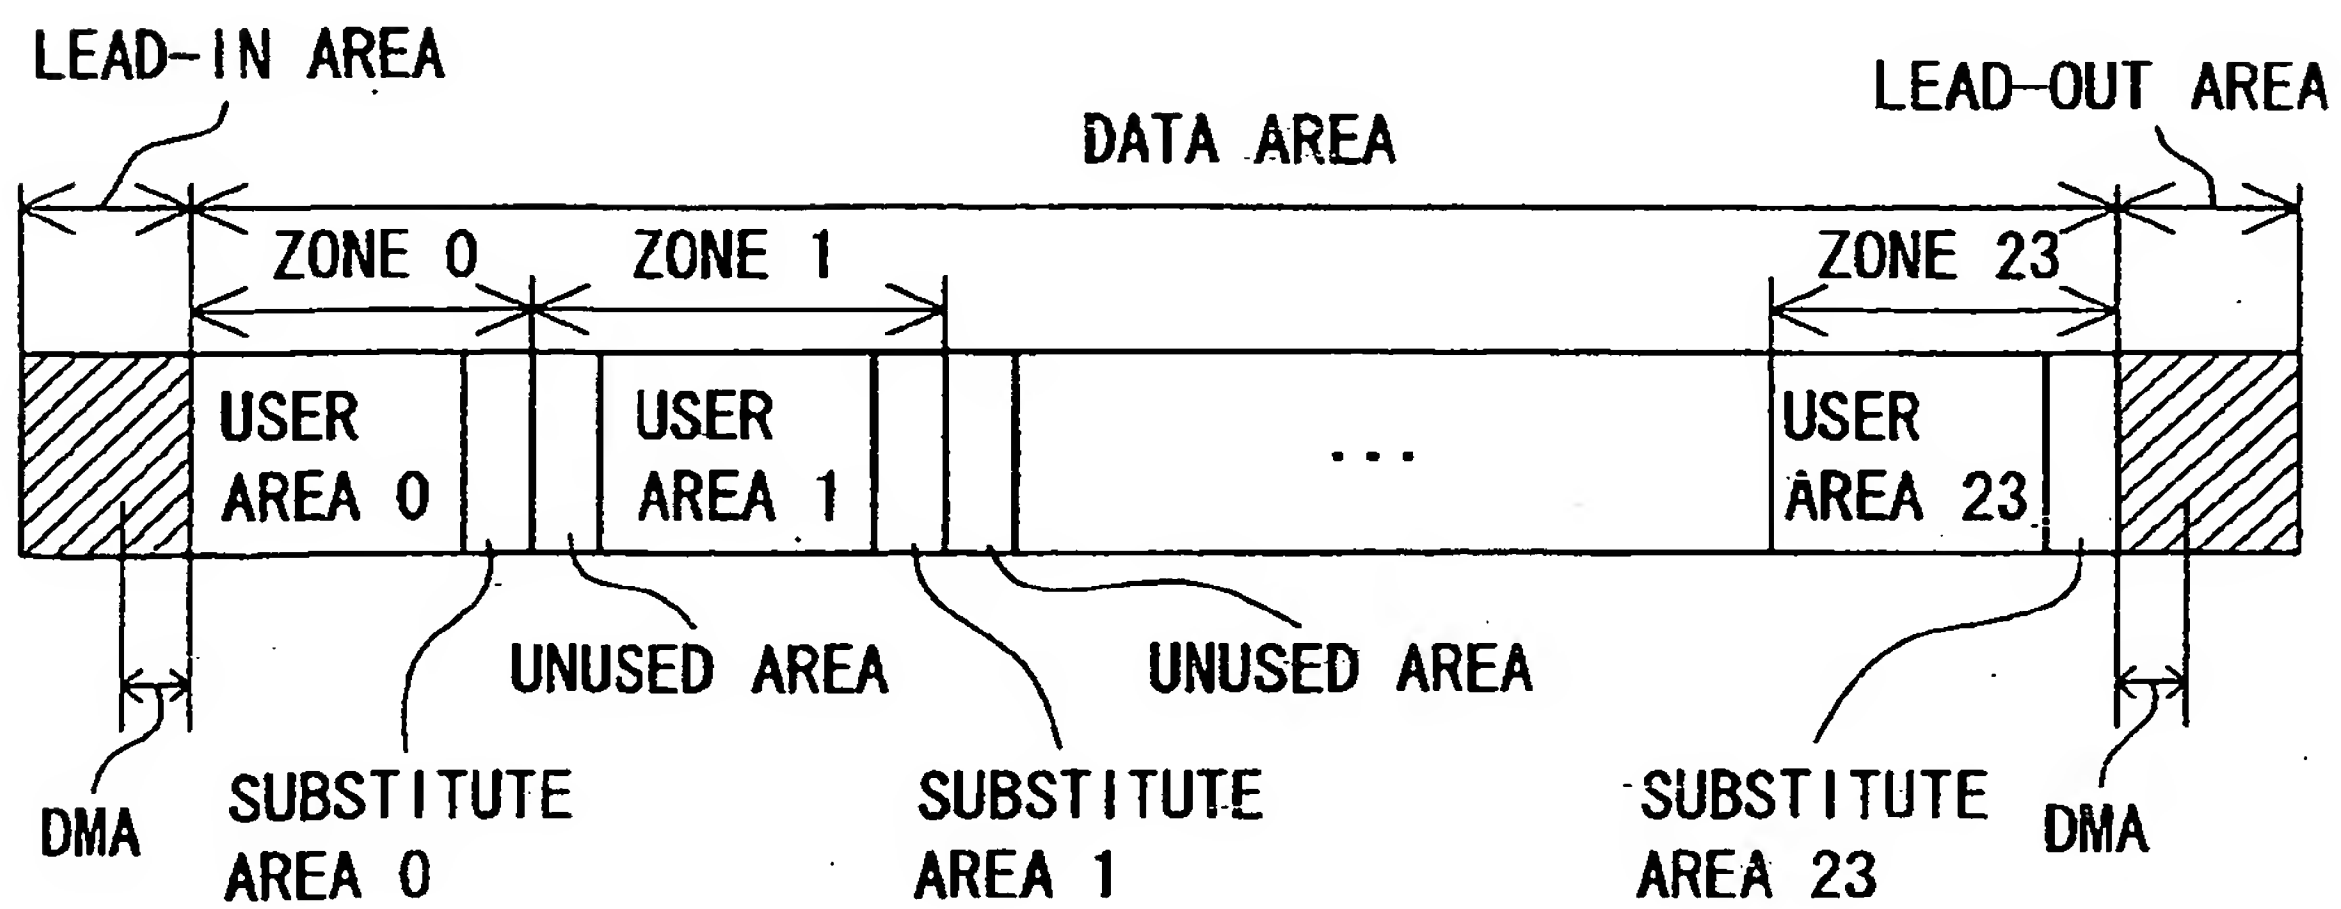 LEAD-IN AREA
LEAD-OUT AREA
DATA AREA
ZONE 0
ZONE 1
ZONE 23
USER
AREA 0
USER
AREA 1
...
USER
AREA 23
UNUSED AREA
UNUSED AREA
DMA
SUBSTITUTE
AREA 0
SUBSTITUTE
AREA 1
SUBSTITUTE
AREA 23
DMA